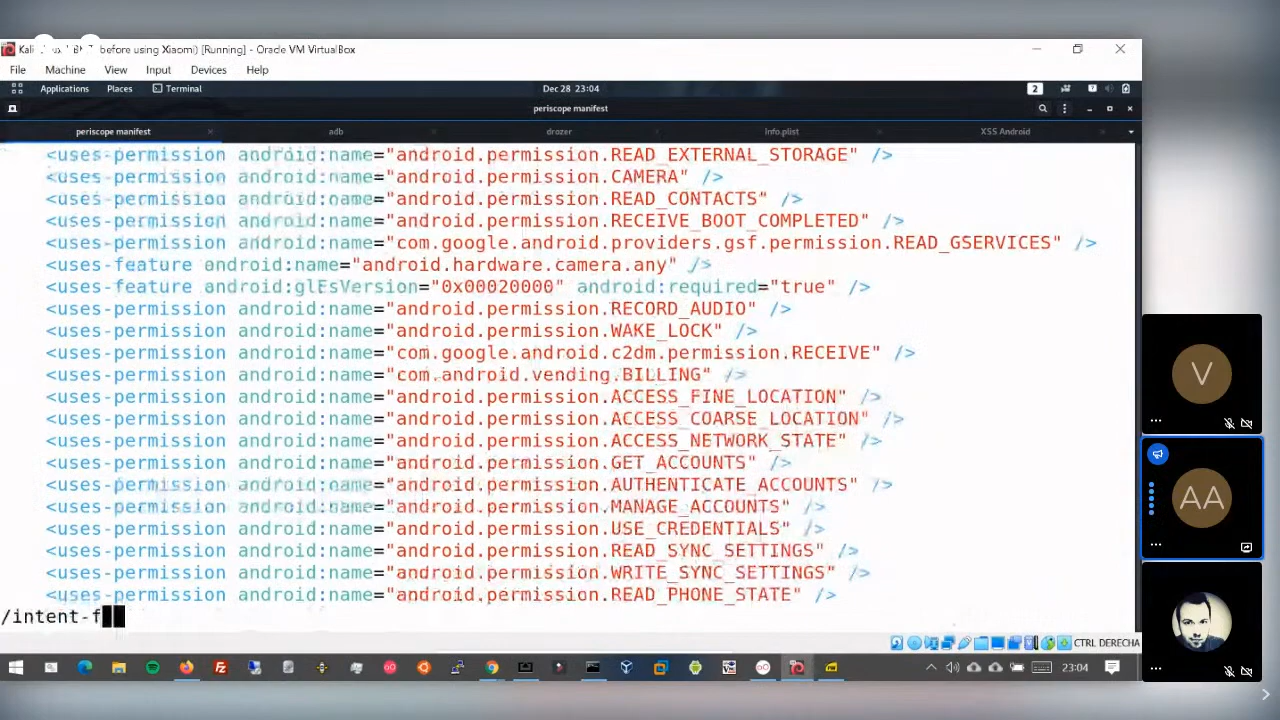 before using Xiaomi) [Running] - Oracle VM VirtualBox
File Machine View Input Devices Help
Applications Places Terminal Dec 28 23:04 2
periscope manifest
periscope manifest adb drozer Info.plist XSS Android
<uses-permission android:name="android.permission.READ_EXTERNAL_STORAGE" />
<uses-permission android:name="android.permission.CAMERA" />
<uses-permission android:name="android.permission.READ_CONTACTS" />
<uses-permission android:name="android.permission.RECEIVE_BOOT_COMPLETED" />
<uses-permission android:name="com.google.android.providers.gsf.permission.READ_GSERVICES" />
<uses-feature android:name="android.hardware.camera.any" />
<uses-feature android:glEsVersion="0x00020000" android:required="true" />
<uses-permission android:name="android.permission.RECORD_AUDIO" />
<uses-permission android:name="android.permission.WAKE_LOCK" />
<uses-permission android:name="com.google.android.c2dm.permission.RECEIVE" />
<uses-permission android:name="com.android.vending.BILLING" />
<uses-permission android:name="android.permission.ACCESS_FINE_LOCATION" />
<uses-permission android:name="android.permission.ACCESS_COARSE_LOCATION" />
<uses-permission android:name="android.permission.ACCESS_NETWORK_STATE" />
<uses-permission android:name="android.permission.GET_ACCOUNTS" />
<uses-permission android:name="android.permission.AUTHENTICATE_ACCOUNTS" />
<uses-permission android:name="android.permission.MANAGE_ACCOUNTS" />
<uses-permission android:name="android.permission.USE_CREDENTIALS" />
<uses-permission android:name="android.permission.READ_SYNC_SETTINGS" />
<uses-permission android:name="android.permission.WRITE_SYNC_SETTINGS" />
<uses-permission android:name="android.permission.READ_PHONE_STATE" />
/intent-f
CTRL DERECHA
23:04
V
AA